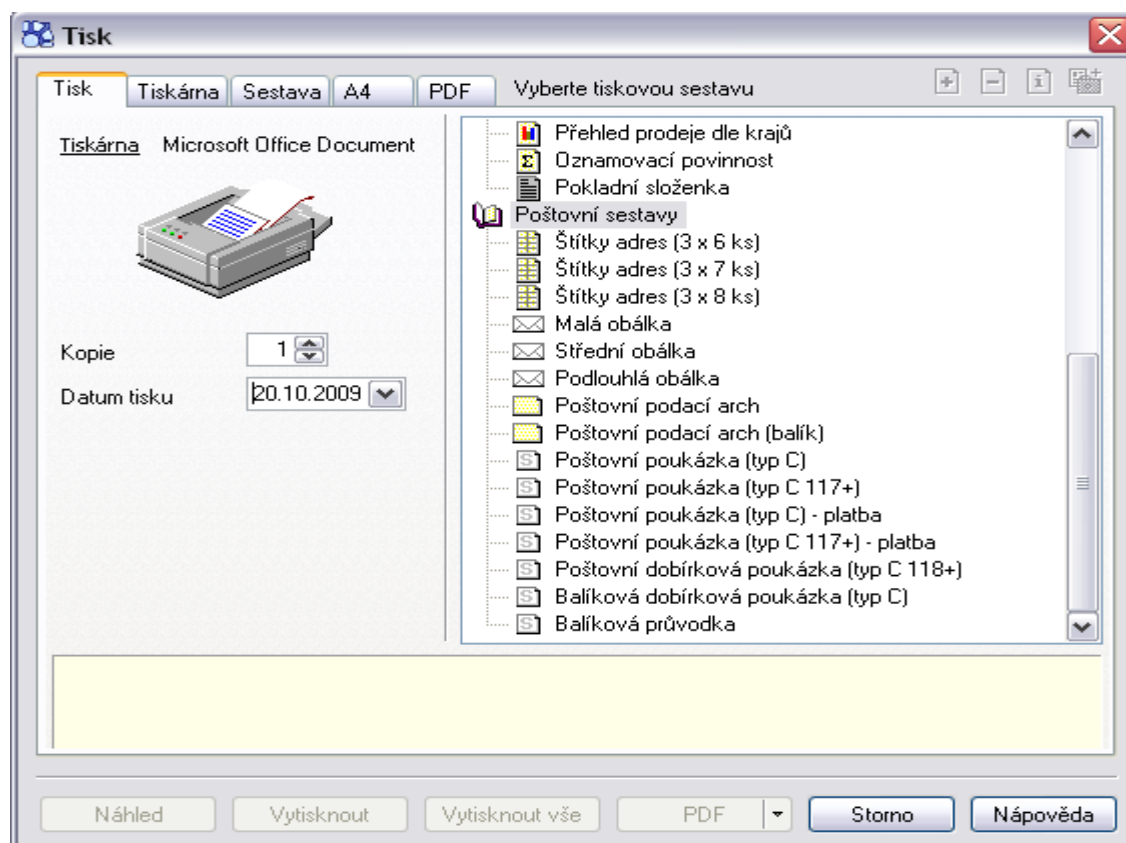 Tisk
Tisk Tiskárna Sestava A4 PDF Vyberte tiskovou sestavu
Tiskárna Microsoft Office Document
Přehled prodeje dle krajů
Oznamovací povinnost
Pokladní složenka
Poštovní sestavy
Štítky adres (3 x 6 ks)
Štítky adres (3 x 7 ks)
Štítky adres (3 x 8 ks)
Malá obálka
Střední obálka
Podlouhlá obálka
Poštovní podací arch
Poštovní podací arch (balík)
Poštovní poukázka (typ C)
Poštovní poukázka (typ C 117+)
Poštovní poukázka (typ C) - platba
Poštovní poukázka (typ C 117+) - platba
Poštovní dobírková poukázka (typ C 118+)
Balíková dobírková poukázka (typ C)
Balíková průvodka
Kopie 1
Datum tisku 20.10.2009
Náhled Vytisknout Vytisknout vše PDF Storno Nápověda